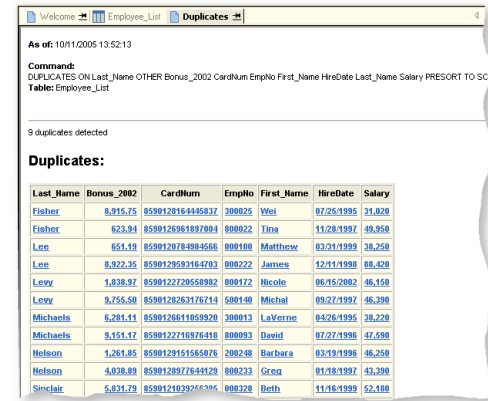 Welcome Employee_List Duplicates
As of: 10/11/2005 13:52:13
Command:
DUPLICATES ON Last_Name OTHER Bonus_2002 CardNum EmpNo First_Name HireDate Last_Name Salary PRESORT TO SC
Table: Employee_List
9 duplicates detected
Duplicates:
Last_Name Bonus_2002 CardNum EmpNo First_Name HireDate Salary
Fisher 8,915.75 8590128164445837 300025 Wei 07/25/1995 31,020
Fisher 623.94 8590126961897004 800022 Tina 11/28/1997 49,950
Lee 651.19 8590120784984566 000100 Matthew 03/31/1999 38,250
Lee 8,922.35 8590129593164703 000222 James 12/11/1998 88,420
Levy 1,838.97 8590122720558982 000172 Nicole 06/15/2002 46,150
Levy 9,755.50 8590128263176714 500140 Michal 09/27/1997 46,390
Michaels 6,281.11 8590126611059920 300013 LaVerne 04/26/1995 38,220
Michaels 9,151.17 8590122716976418 800093 David 07/27/1996 47,590
Nelson 1,261.85 8590129151565076 200248 Barbara 03/19/1996 46,250
Nelson 4,038.89 8590128977644129 800233 Greg 01/18/1997 43,390
Sinclair 5,831.79 000328 Beth 11/16/1999 52,180